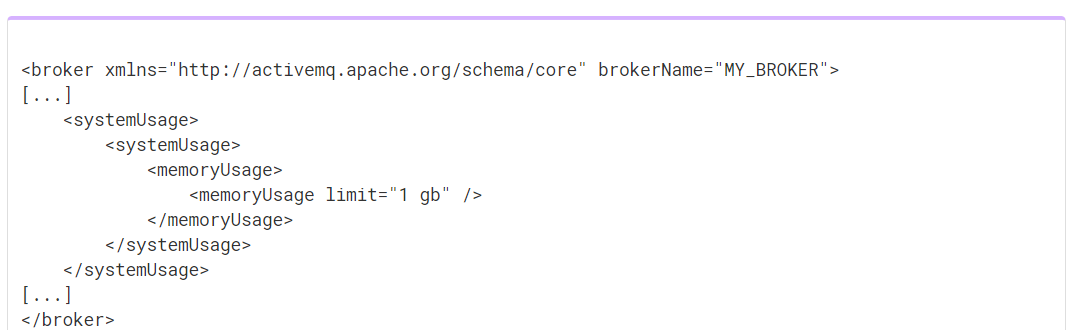 <broker xmlns="http://activemq.apache.org/schema/core" brokerName="MY_BROKER">
[...]
    <systemUsage>
        <systemUsage>
            <memoryUsage>
                <memoryUsage limit="1 gb" />
            </memoryUsage>
        </systemUsage>
    </systemUsage>
[...]
</broker>